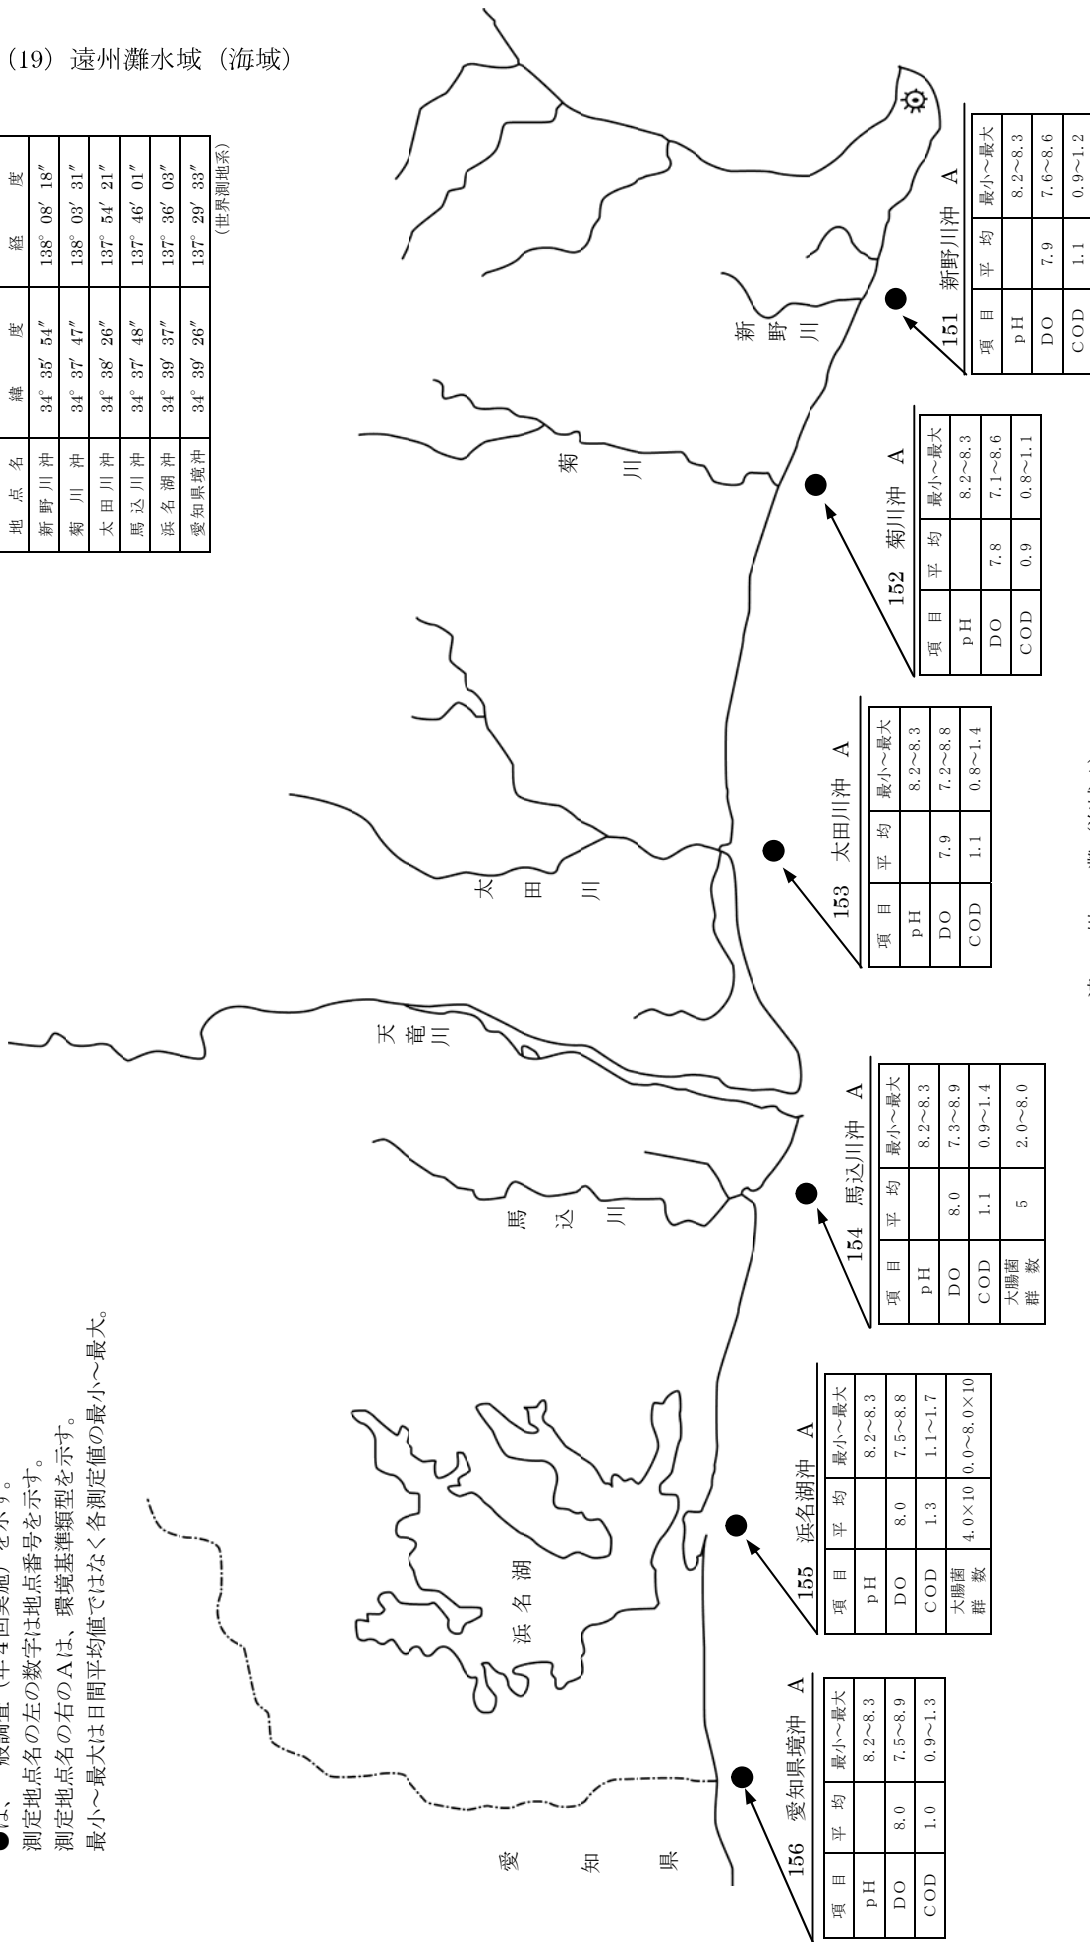 (19) 遠州灘水域（海域）
地 点 名 緯 度 経 度
新 野 川 沖 34° 35′ 54″ 138° 08′ 18″
菊 川 沖 34° 37′ 47″ 138° 03′ 31″
太 田 川 沖 34° 38′ 26″ 137° 54′ 21″
馬 込 川 沖 34° 37′ 48″ 137° 46′ 01″
浜 名 湖 沖 34° 39′ 37″ 137° 36′ 03″
愛知県境沖 34° 39′ 26″ 137° 29′ 33″
（世界測地系）
測定地点名の左の数字は地点番号を示す。
測定地点名の右のAは、環境基準類型を示す。
最小～最大は日間平均値ではなく各測定値の最小～最大。
愛知県
浜名湖
馬込川
天竜川
太田川
菊川
新野川
156 愛知県境沖 A
項 目 平 均 最小～最大
pH 8.2～8.3
DO 8.0 7.5～8.9
COD 1.0 0.9～1.3
155 浜名湖沖 A
項 目 平 均 最小～最大
pH 8.2～8.3
DO 8.0 7.5～8.8
COD 1.3 1.1～1.7
大腸菌
群 数 4.0×10 0.0～8.0×10
154 馬込川沖 A
項 目 平 均 最小～最大
pH 8.2～8.3
DO 8.0 7.3～8.9
COD 1.1 0.9～1.4
大腸菌
群 数 5 2.0～8.0
153 太田川沖 A
項 目 平 均 最小～最大
pH 8.2～8.3
DO 7.9 7.2～8.8
COD 1.1 0.8～1.4
152 菊川沖 A
項 目 平 均 最小～最大
pH 8.2～8.3
DO 7.8 7.1～8.6
COD 0.9 0.8～1.1
151 新野川沖 A
項 目 平 均 最小～最大
pH 8.2～8.3
DO 7.9 7.6～8.6
COD 1.1 0.9～1.2